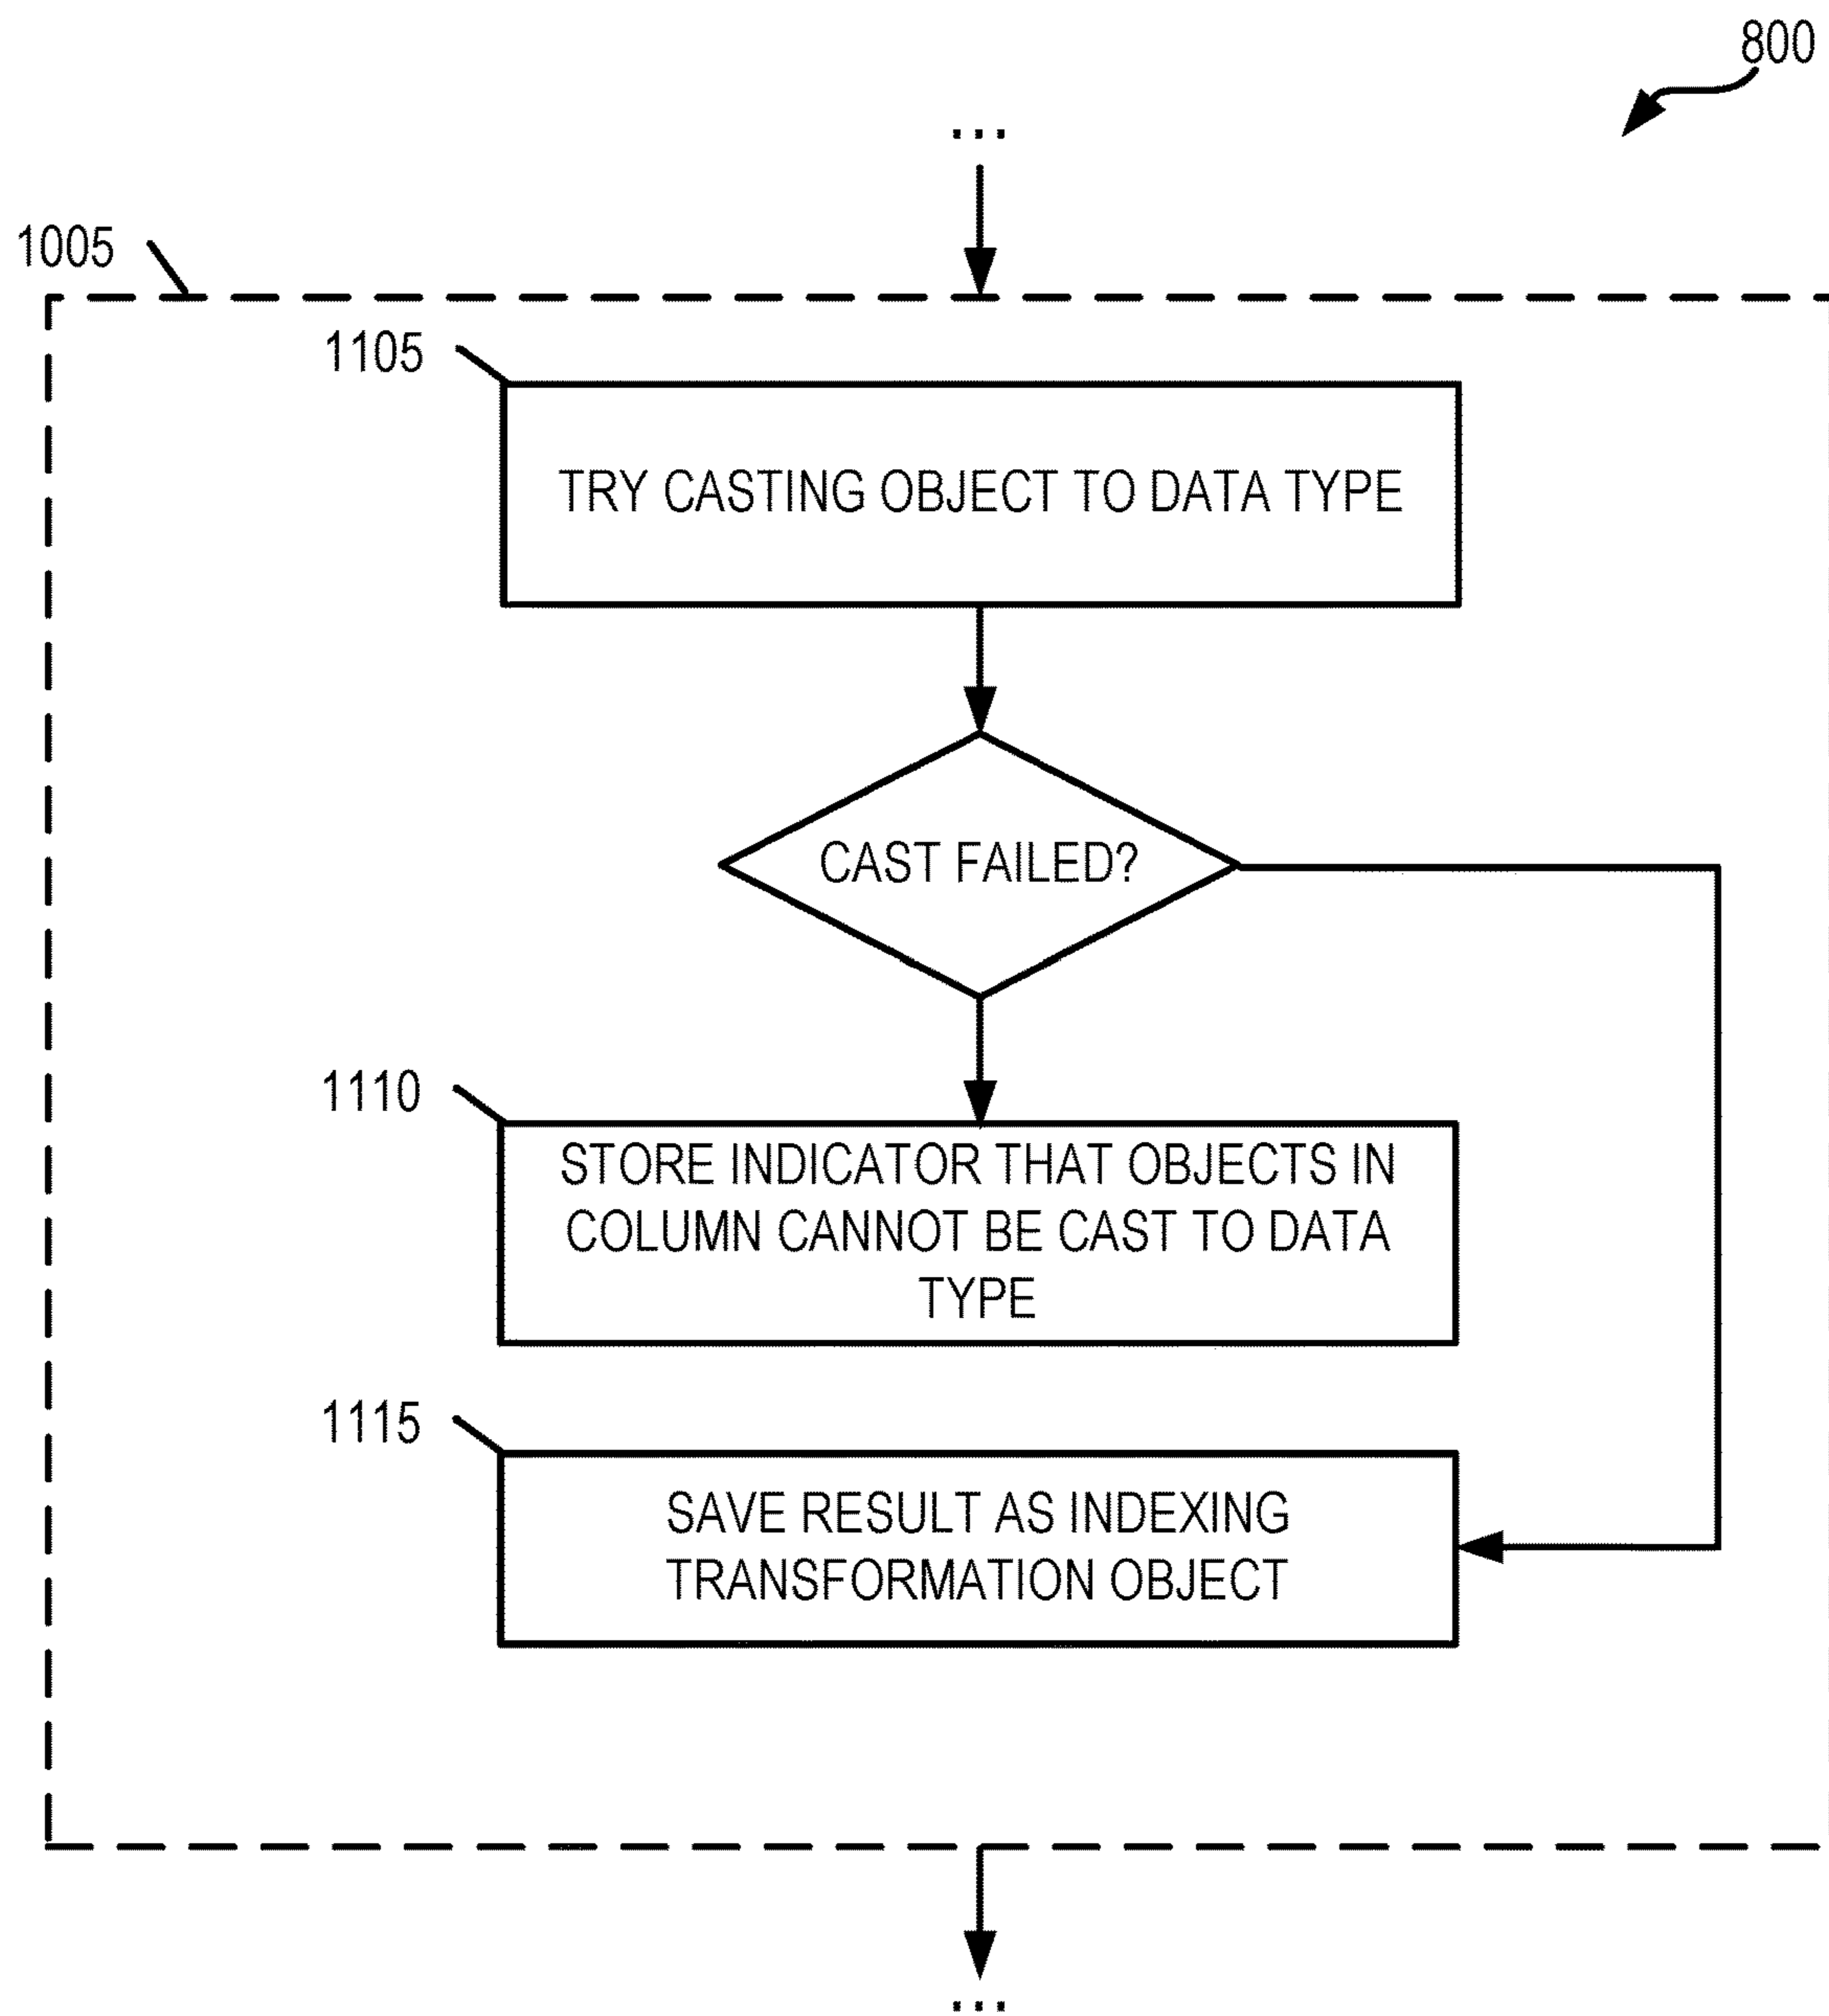 800
...
1005
1105
TRY CASTING OBJECT TO DATA TYPE
CAST FAILED?
1110
STORE INDICATOR THAT OBJECTS IN
COLUMN CANNOT BE CAST TO DATA
TYPE
1115
SAVE RESULT AS INDEXING
TRANSFORMATION OBJECT
...